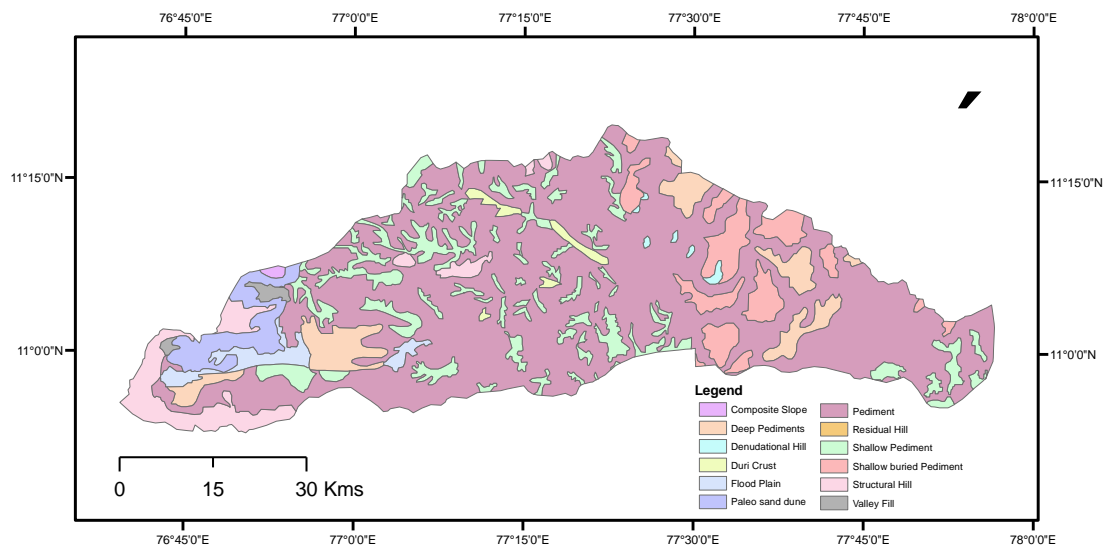 76°45'0"E 77°0'0"E 77°15'0"E 77°30'0"E 77°45'0"E 78°0'0"E
11°15'0"N 11°15'0"N
11°0'0"N 11°0'0"N
Legend
Composite Slope
Deep Pediments
Denudational Hill
Duri Crust
Flood Plain
Paleo sand dune
Pediment
Residual Hill
Shallow Pediment
Shallow buried Pediment
Structural Hill
Valley Fill
0 15 30 Kms
76°45'0"E 77°0'0"E 77°15'0"E 77°30'0"E 77°45'0"E 78°0'0"E